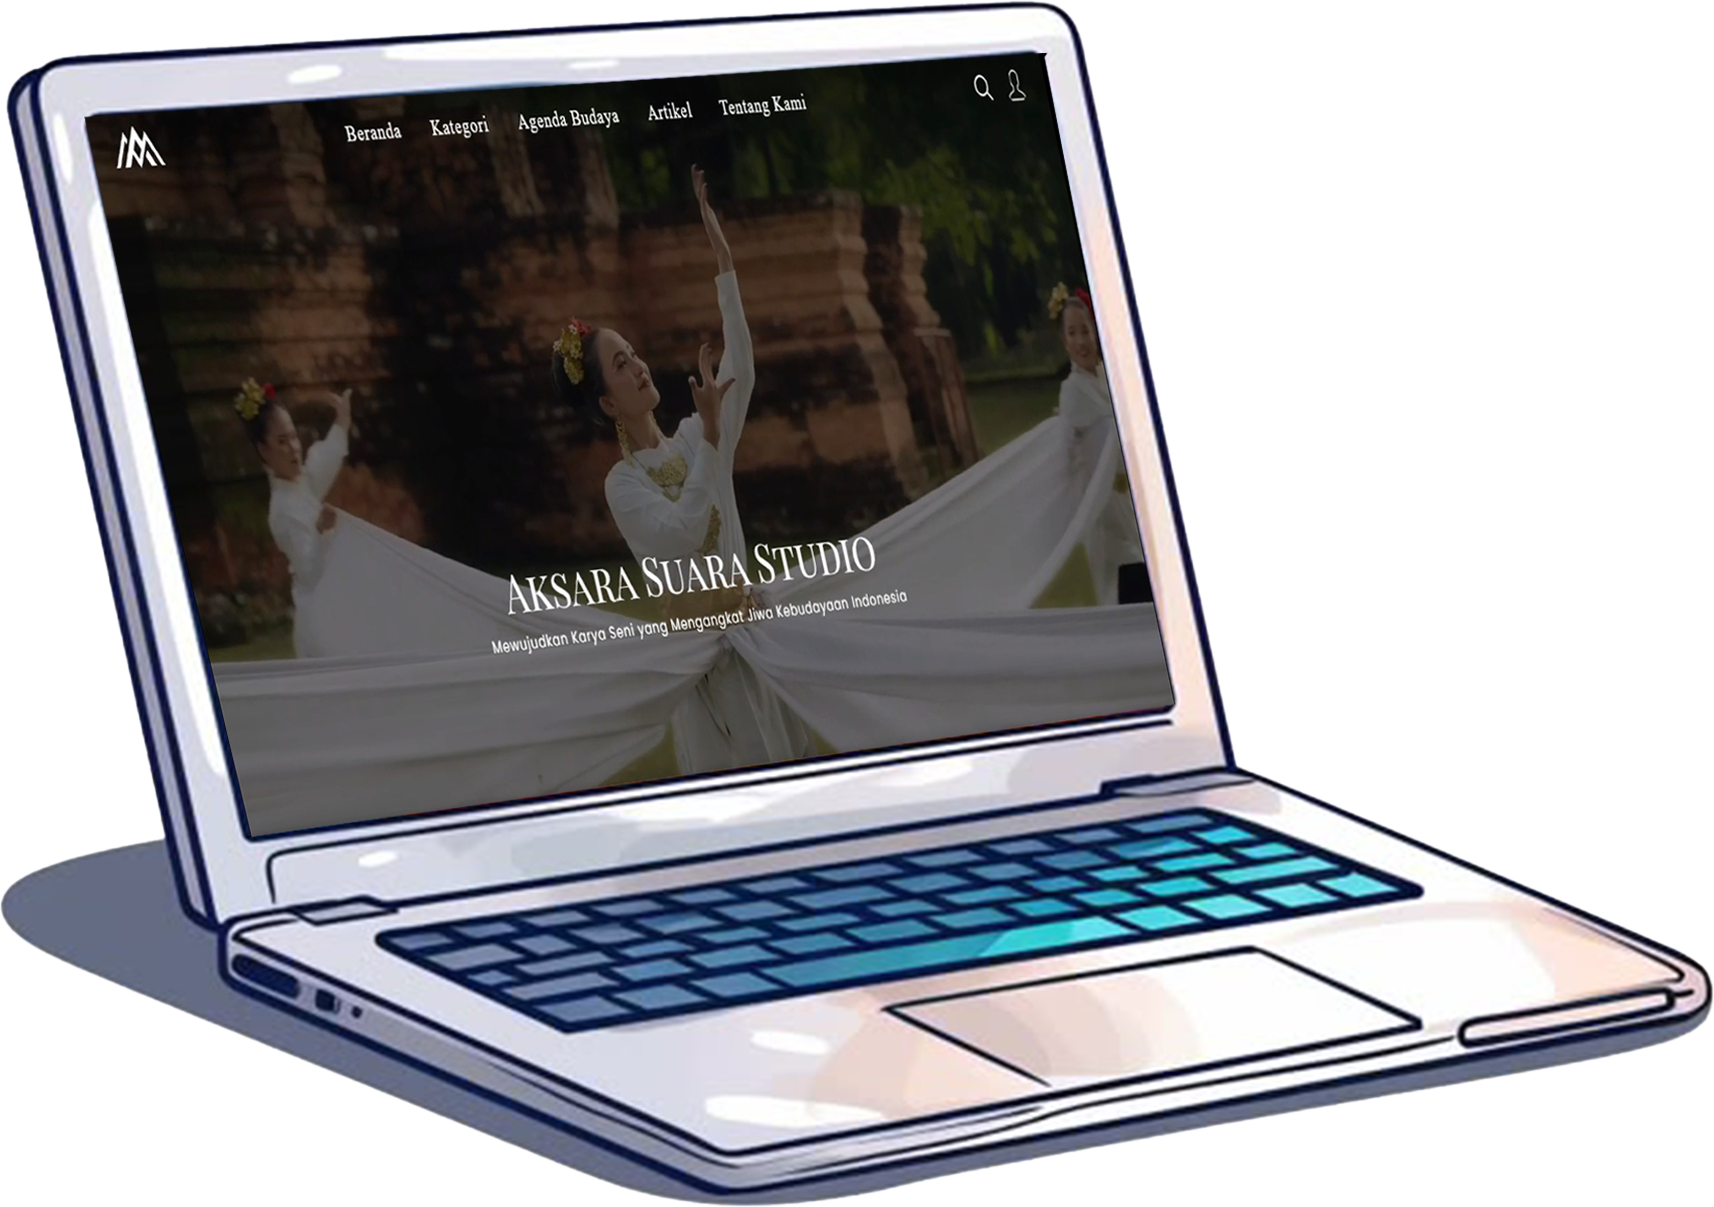 Beranda Kategori Agenda Budaya Artikel Tentang Kami
AKSARA SUARA STUDIO
Mewujudkan Karya Seni yang Mengangkat Jiwa Kebudayaan Indonesia